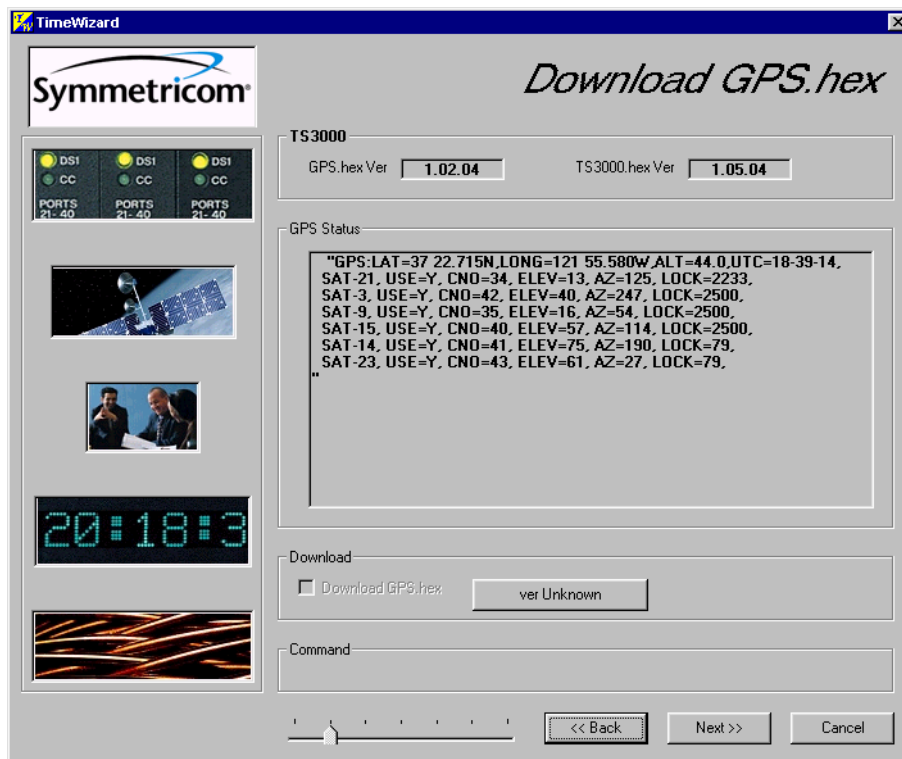 TimeWizard
Symmetricom
Download GPS.hex
DS1 DS1 DS1
CC CC CC
PORTS PORTS PORTS
21-40 21-40 21-40
20:18:3
TS3000
GPS.hex Ver 1.02.04 TS3000.hex Ver 1.05.04
GPS Status
"GPS:LAT=37 22.715N,LONG=121 55.580W,ALT=44.0,UTC=18-39-14,
SAT-21, USE=Y, CNO=34, ELEV=13, AZ=125, LOCK=2233,
SAT-3, USE=Y, CNO=42, ELEV=40, AZ=247, LOCK=2500,
SAT-9, USE=Y, CNO=35, ELEV=16, AZ=54, LOCK=2500,
SAT-15, USE=Y, CNO=40, ELEV=57, AZ=114, LOCK=2500,
SAT-14, USE=Y, CNO=41, ELEV=75, AZ=190, LOCK=79,
SAT-23, USE=Y, CNO=43, ELEV=61, AZ=27, LOCK=79,
"
Download
Download GPS.hex ver Unknown
Command
<< Back Next >> Cancel